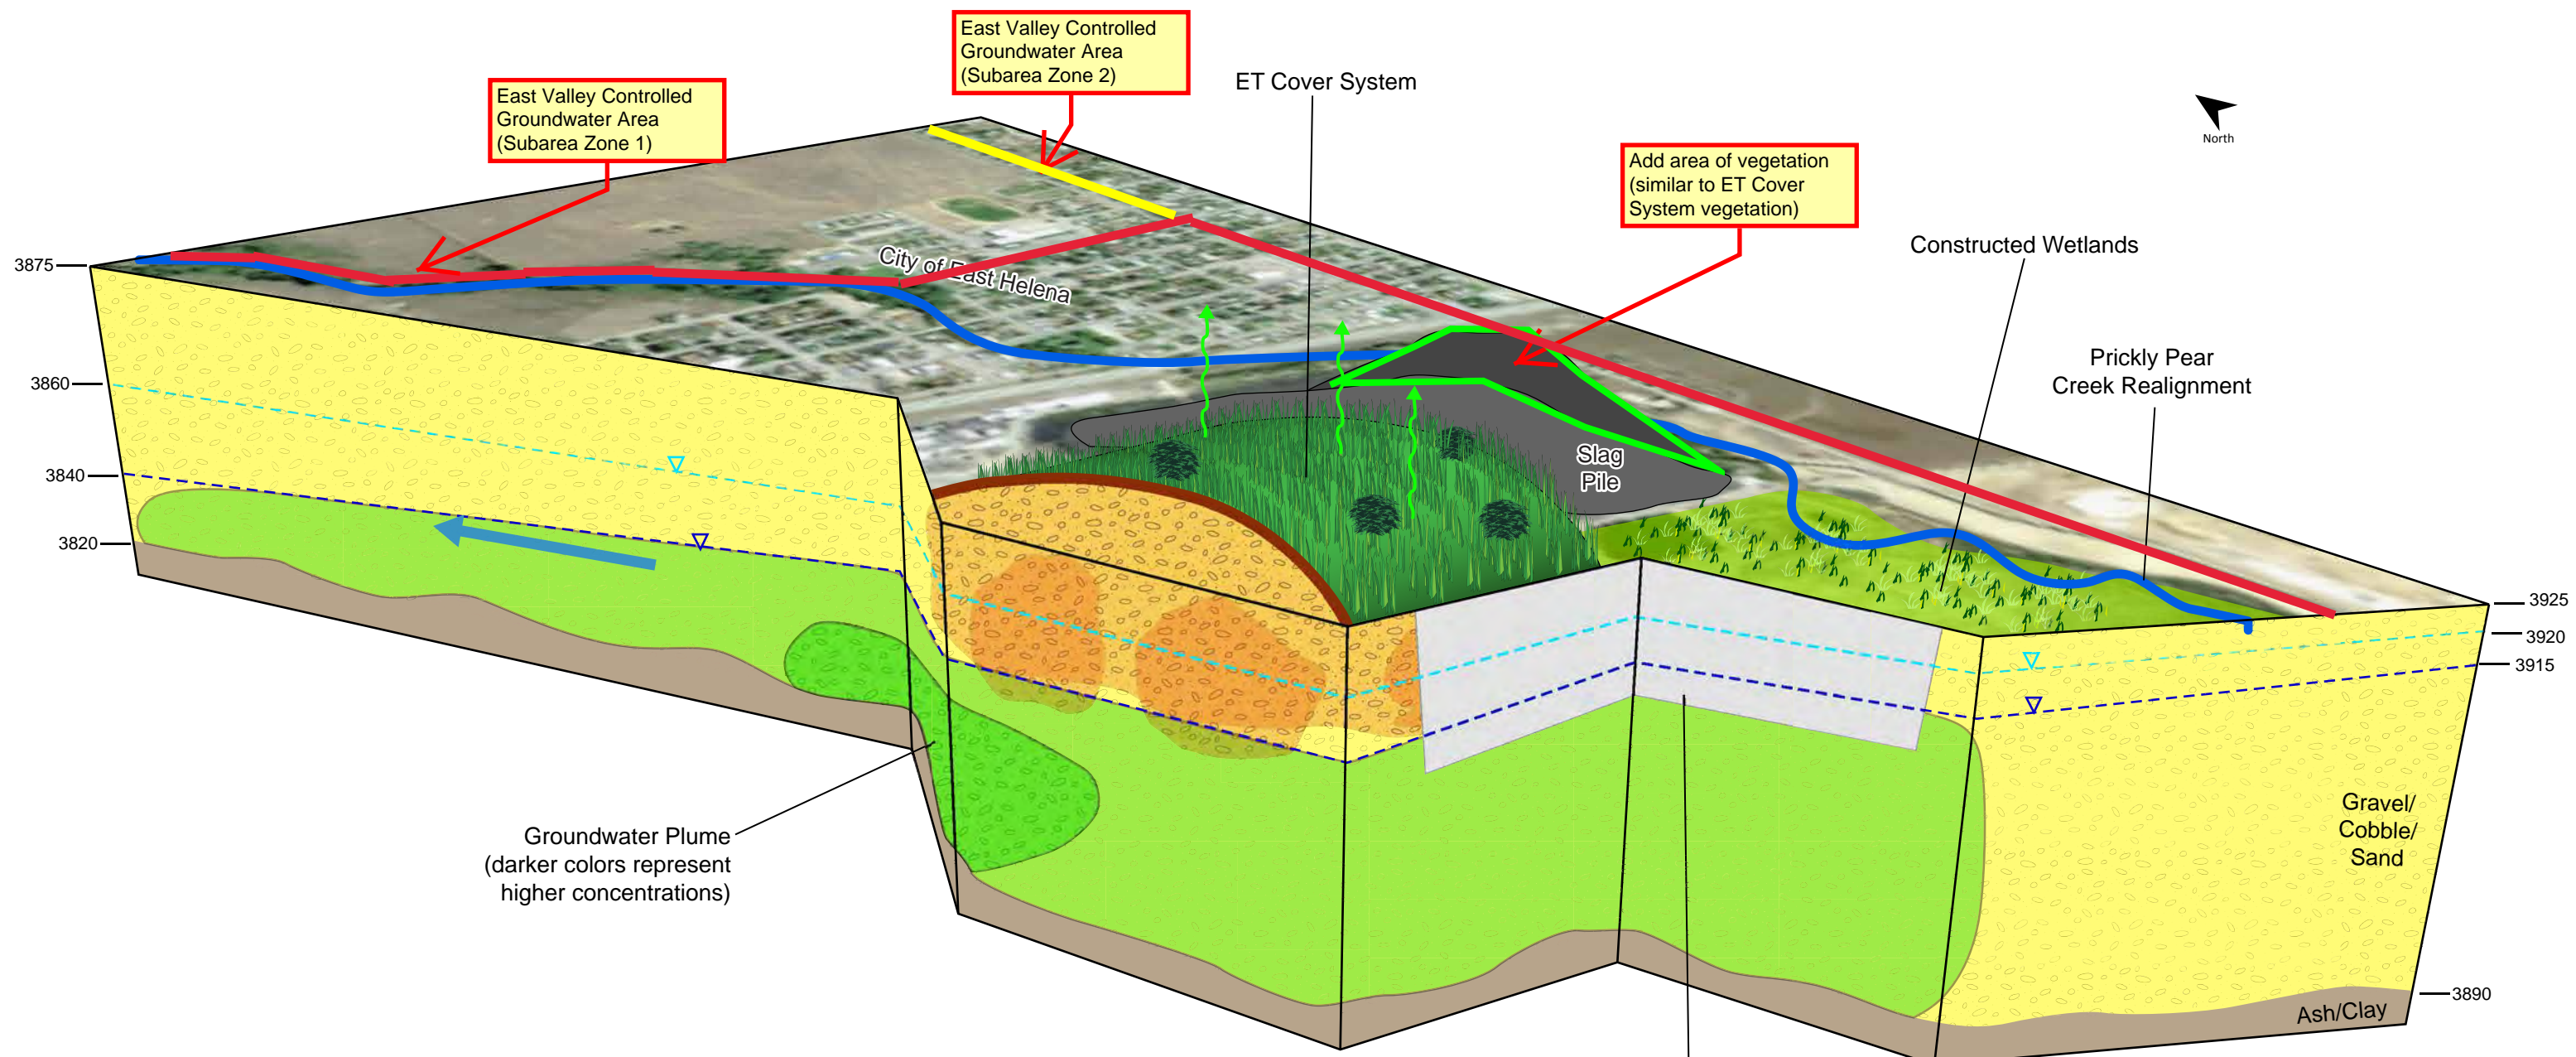 East Valley Controlled
Groundwater Area
(Subarea Zone 2)
ET Cover System
East Valley Controlled
Groundwater Area
(Subarea Zone 1)
North
Add area of vegetation
(similar to ET Cover
System vegetation)
Constructed Wetlands
City of East Helena
3875
Prickly Pear
Creek Realignment
3860
Slag
Pile
3840
3820
3925
3920
3915
Gravel/
Cobble/
Sand
Groundwater Plume
(darker colors represent
higher concentrations)
3890
Ash/Clay